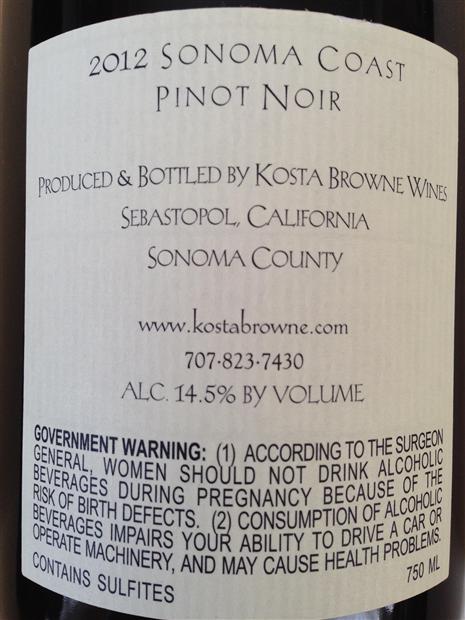 2012 SONOMA COAST
PINOT NOIR
PRODUCED & BOTTLED BY KOSTA BROWNE WINES
SEBASTOPOL, CALIFORNIA
SONOMA COUNTY
www.kostabrowne.com
707·823·7430
ALC. 14.5% BY VOLUME
GOVERNMENT WARNING: (1) ACCORDING TO THE SURGEON
GENERAL, WOMEN SHOULD NOT DRINK ALCOHOLIC
BEVERAGES DURING PREGNANCY BECAUSE OF THE
RISK OF BIRTH DEFECTS. (2) CONSUMPTION OF ALCOHOLIC
BEVERAGES IMPAIRS YOUR ABILITY TO DRIVE A CAR OR
OPERATE MACHINERY, AND MAY CAUSE HEALTH PROBLEMS.
CONTAINS SULFITES 750 ML